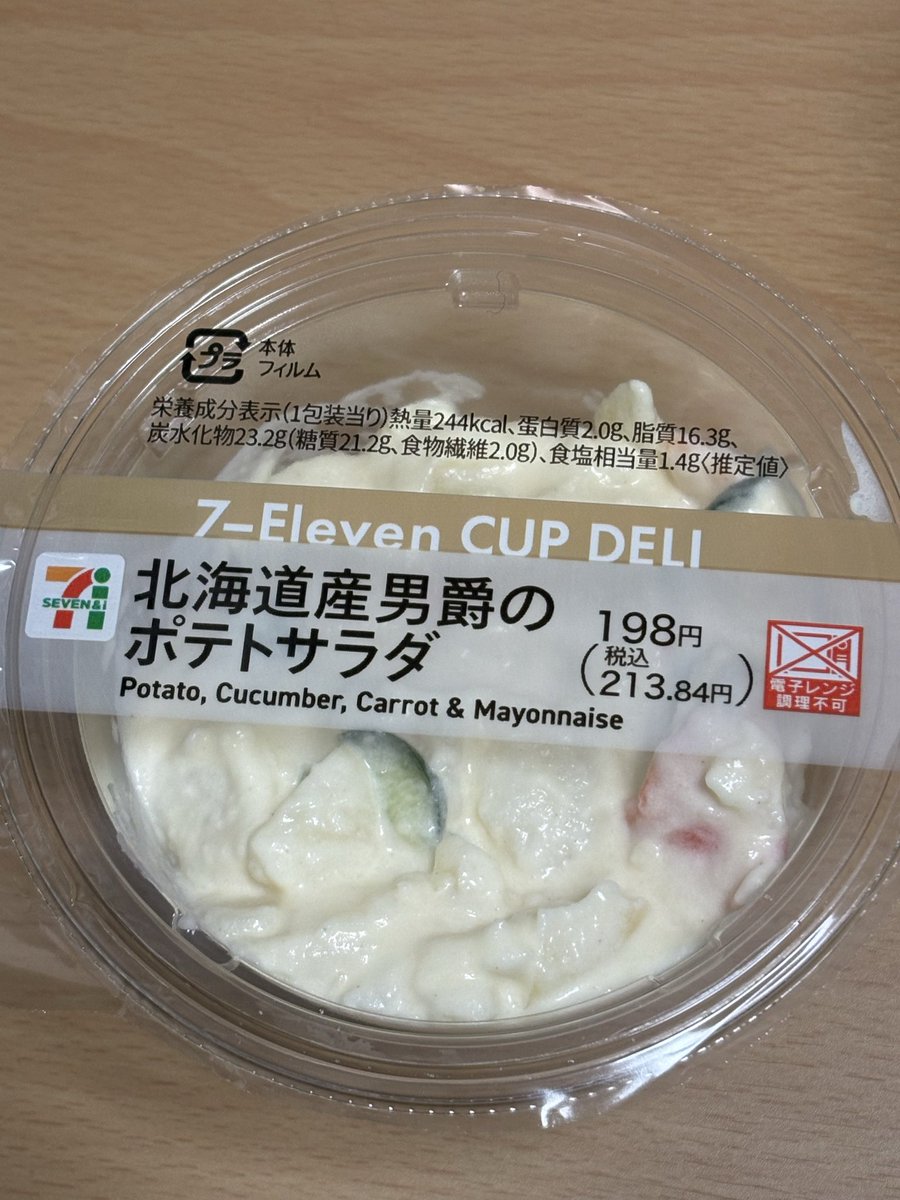 プラ
本体
フィルム
栄養成分表示(1包装当り)熱量244kcal、蛋白質2.0g、脂質16.3g、
炭水化物23.2g(糖質21.2g、食物繊維2.0g)、食塩相当量1.4g〈推定値〉
7-Eleven CUP DELI
7
SEVEN&i
北海道産男爵の
ポテトサラダ
Potato, Cucumber, Carrot & Mayonnaise
198円
(税込
213.84円)
電子レンジ
調理不可